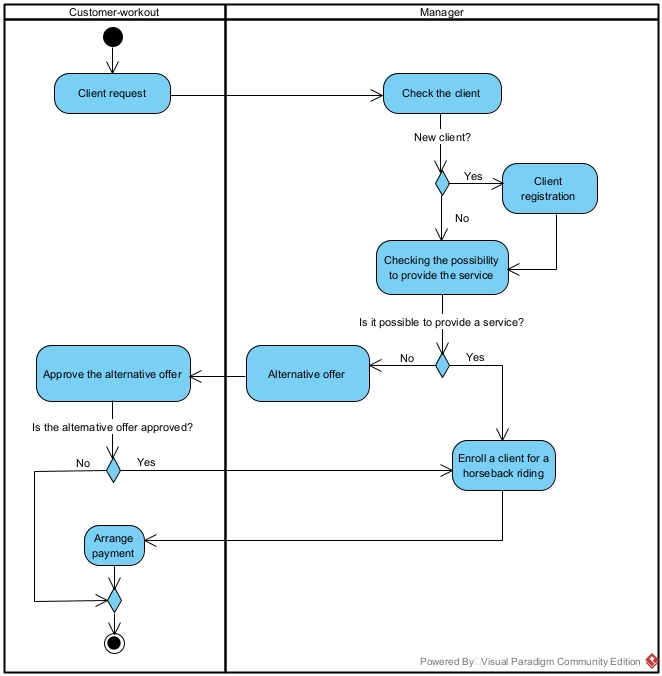 Customer-workout
Manager
Client request
Check the client
New client?
Yes
Client
registration
No
Checking the possibility
to provide the service
Is it possible to provide a service?
No
Yes
Approve the alternative offer
Alternative offer
Is the alternative offer approved?
No
Yes
Enroll a client for a
horseback riding
Arrange
payment
Powered By Visual Paradigm Community Edition